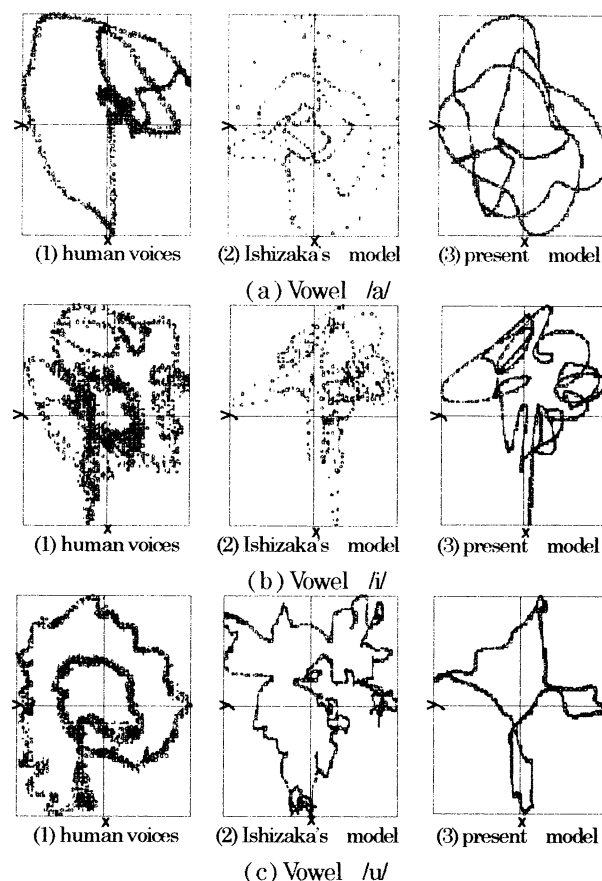 y y y
x x x
(1) human voices (2) Ishizaka's model (3) present model
(a) Vowel /a/
y y y
x x x
(1) human voices (2) Ishizaka's model (3) present model
(b) Vowel /i/
y y y
x x x
(1) human voices (2) Ishizaka's model (3) present model
(c) Vowel /u/